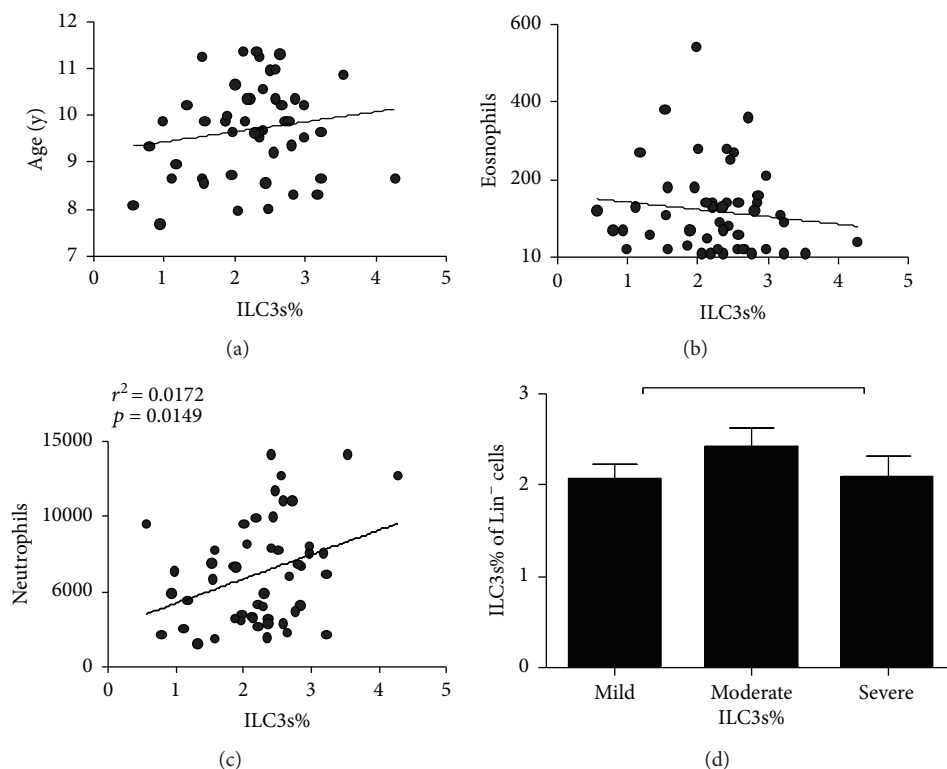 12
11
10
9
8
7
Age (y)
0 1 2 3 4 5
ILC3s%
(a)
600
400
200
10
Eosnophils
0 1 2 3 4 5
ILC3s%
(b)
r² = 0.0172
p = 0.0149
15000
10000
6000
0
Neutrophils
0 1 2 3 4 5
ILC3s%
(c)
3
2
1
0
ILC3s% of Lin⁻ cells
Mild Moderate Severe
ILC3s%
(d)